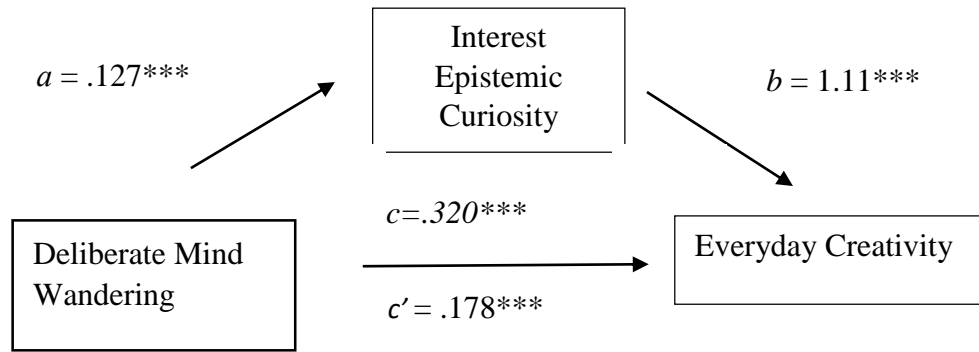 Interest
Epistemic
Curiosity
a = .127***
b = 1.11***
c=.320***
Deliberate Mind
Wandering
Everyday Creativity
c’ = .178***